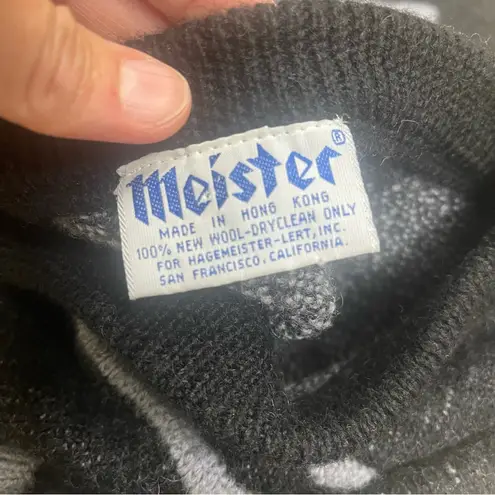 Meister®
MADE IN HONG KONG
100% NEW WOOL-DRYCLEAN ONLY
FOR HAGEMEISTER-LERT, INC.
SAN FRANCISCO, CALIFORNIA.